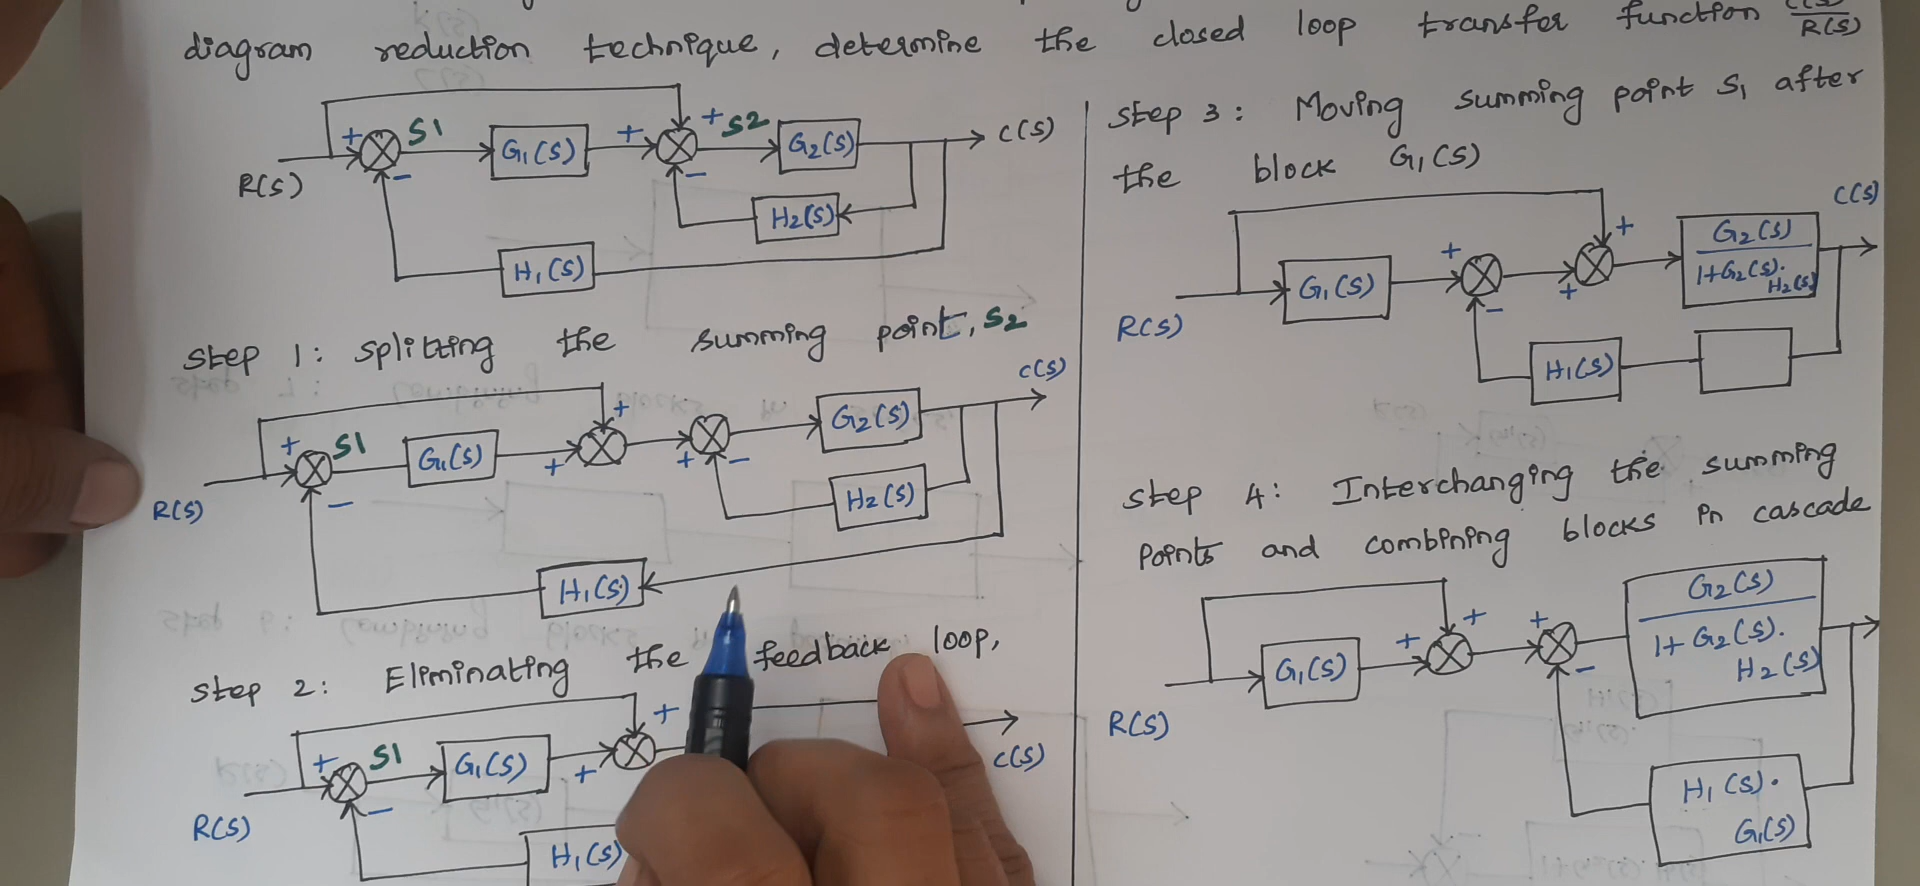 diagram reduction technique, determine the closed loop transfer function
R(S)
+ S1 G1(S) + + S2 G2(S) C(S)
R(S) - -
H2(S)
H1(S)
step 1: splitting the summing point, S2
C(S)
+ S1 G1(S) + + + - G2(S)
R(S) -
H2(S)
H1(S)
step 2: Eliminating the feedback loop,
+ S1 G1(S) + + C(S)
R(S) -
H1(S)
step 3: Moving summing point S1 after
the block G1(S)
C(S)
G1(S) + + + G2(S)
1+G2(S).
H2(S)
R(S) -
H1(S)
step 4: Interchanging the summing
points and combining blocks in cascade
G1(S) + + + G2(S)
1+G2(S).
H2(S)
R(S) -
H1(S).
G1(S)